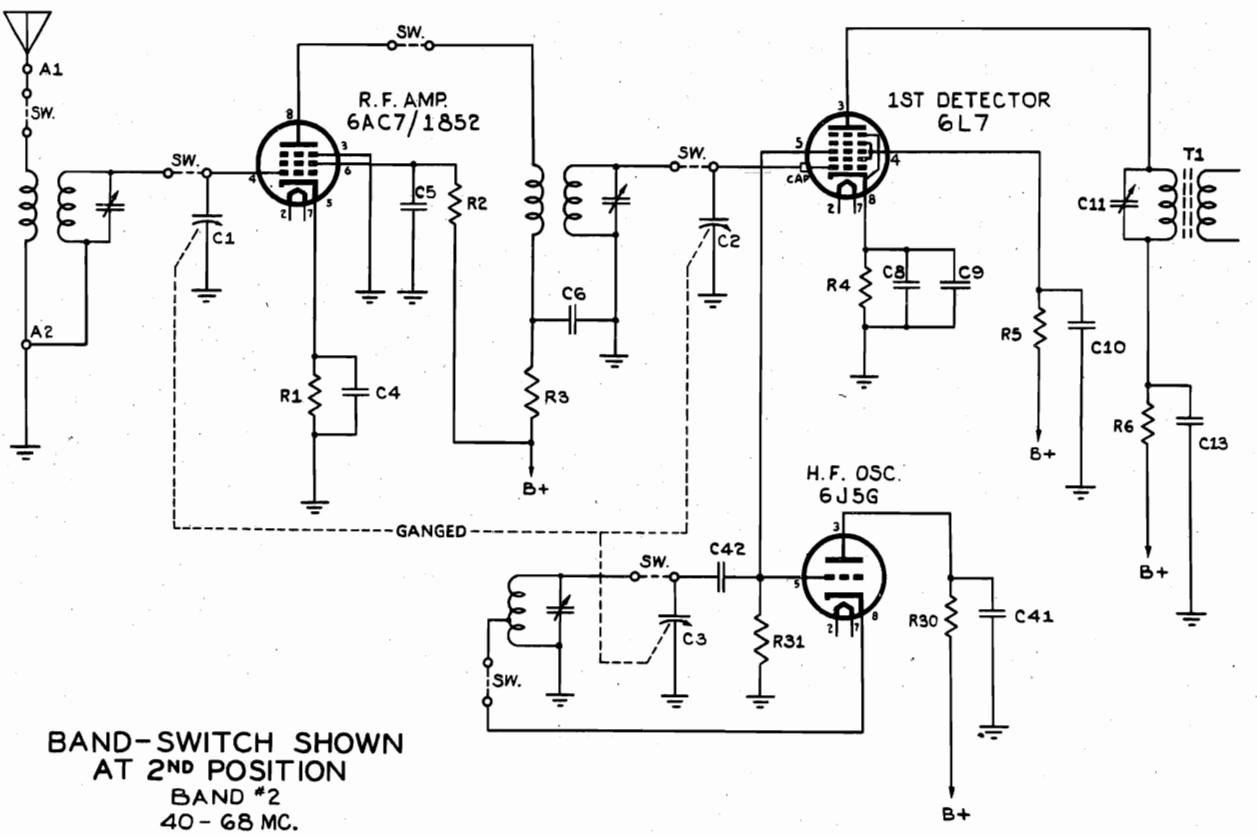 A1
SW.
A2
SW.
C1
R.F. AMP.
6AC7/1852
8
3
6
4
5
2
7
SW.
C5
R2
R1
C4
C6
R3
B+
SW.
C2
1ST DETECTOR
6L7
3
5
4
CAP
2
7
8
R4
C8
C9
R5
C10
B+
T1
C11
R6
C13
B+
GANGED
SW.
SW.
C3
C42
R31
H.F. OSC.
6J5G
3
5
2
7
8
R30
C41
B+
BAND-SWITCH SHOWN
AT 2ND POSITION
BAND #2
40-68 MC.